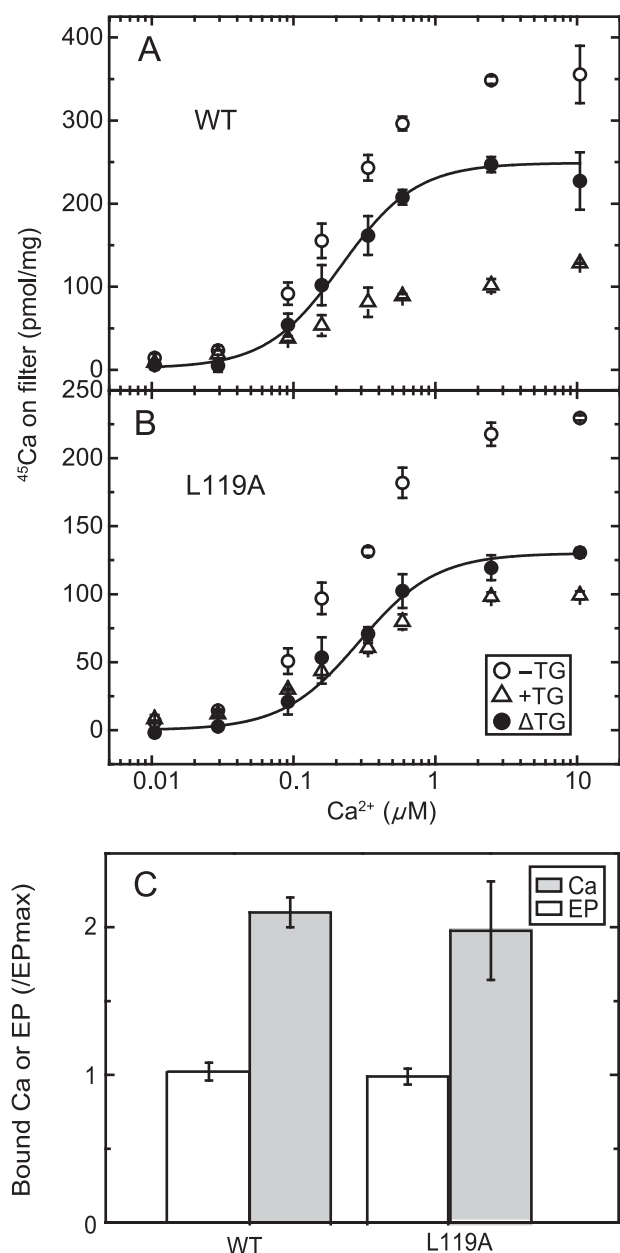 400
A
WT
300
200
100
0
⁴⁵Ca on filter (pmol/mg)
250
B
L119A
200
150
100
50
0
–TG
+TG
ΔTG
0.01
0.1
1
10
Ca²⁺ (μM)
C
Ca
EP
2
1
0
Bound Ca or EP (/EPmax)
WT
L119A